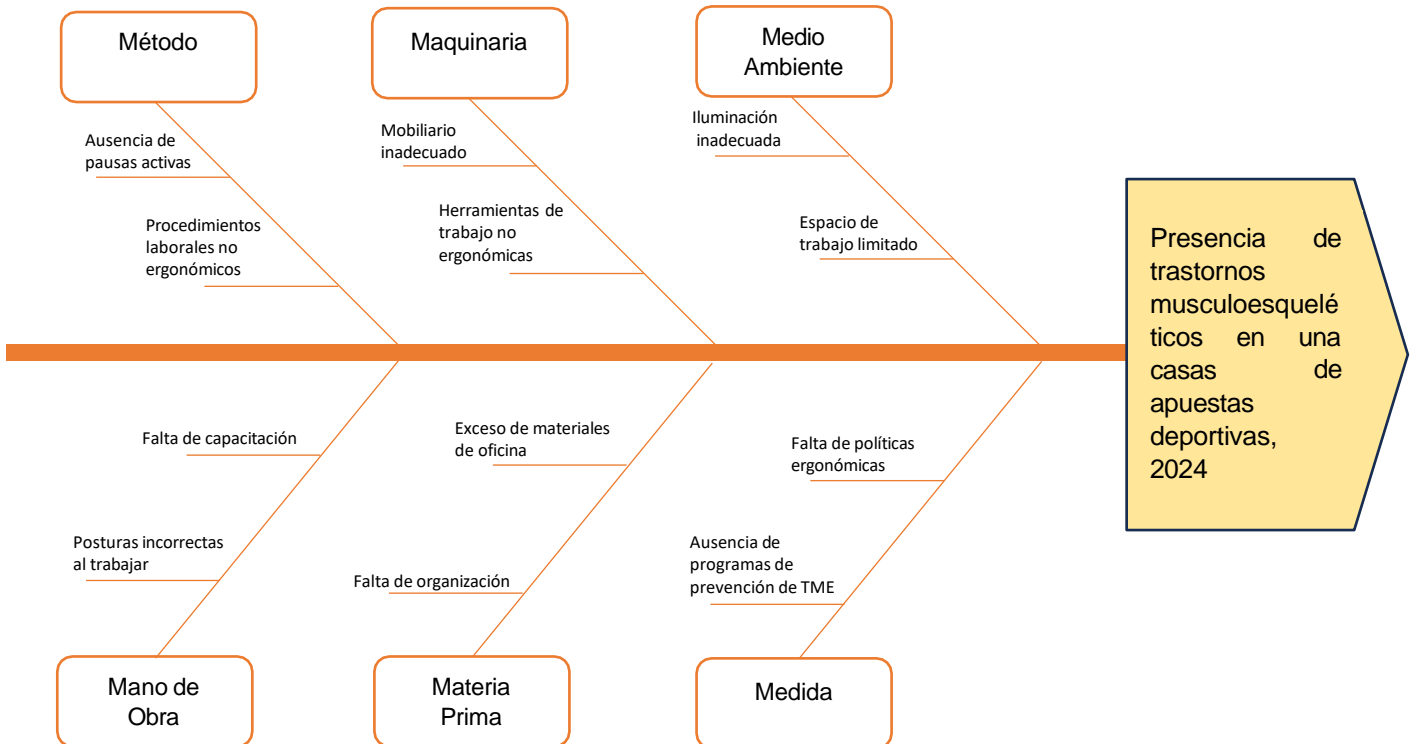 Método
Maquinaria
Medio
Ambiente
Ausencia de
pausas activas
Mobiliario
inadecuado
Iluminación
inadecuada
Procedimientos
laborales no
ergonómicos
Herramientas de
trabajo no
ergonómicas
Espacio de
trabajo limitado
Presencia de
trastornos
musculoesquelé
ticos en una
casas de
apuestas
deportivas,
2024
Falta de capacitación
Exceso de materiales
de oficina
Falta de políticas
ergonómicas
Posturas incorrectas
al trabajar
Falta de organización
Ausencia de
programas de
prevención de TME
Mano de
Obra
Materia
Prima
Medida